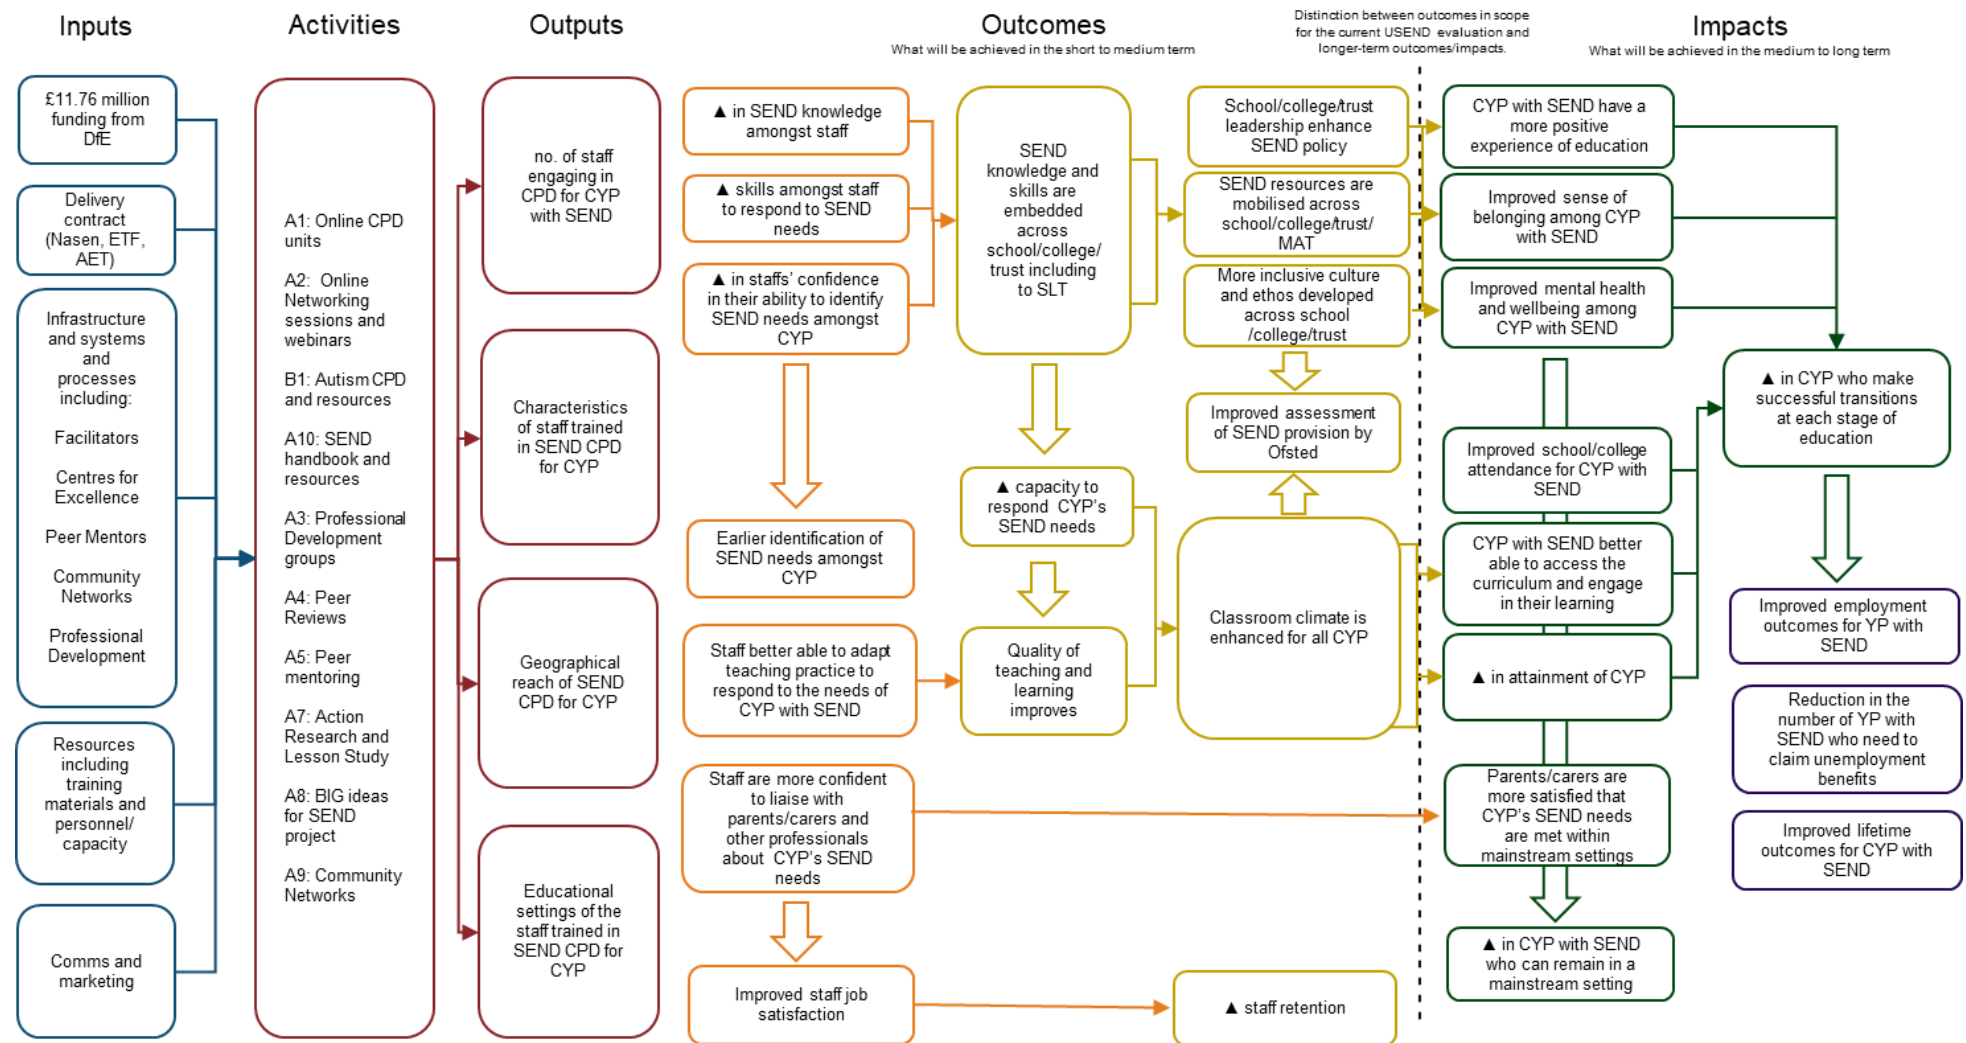 Inputs
Activities
Outputs
Outcomes
What will be achieved in the short to medium term
Distinction between outcomes in scope
for the current USEND evaluation and
longer-term outcomes/impacts.
Impacts
What will be achieved in the medium to long term
£11.76 million
funding from
DfE
Delivery
contract
(Nasen, ETF,
AET)
Infrastructure
and systems
and
processes
including:
Facilitators
Centres for
Excellence
Peer Mentors
Community
Networks
Professional
Development
Resources
including
training
materials and
personnel/
capacity
Comms and
marketing
A1: Online CPD
units
A2: Online
Networking
sessions and
webinars
B1: Autism CPD
and resources
A10: SEND
handbook and
resources
A3: Professional
Development
groups
A4: Peer
Reviews
A5: Peer
mentoring
A7: Action
Research and
Lesson Study
A8: BIG ideas
for SEND
project
A9: Community
Networks
no. of staff
engaging in
CPD for CYP
with SEND
Characteristics
of staff trained
in SEND CPD
for CYP
Geographical
reach of SEND
CPD for CYP
Educational
settings of the
staff trained in
SEND CPD for
CYP
▲ in SEND knowledge
amongst staff
▲ skills amongst staff
to respond to SEND
needs
▲ in staffs' confidence
in their ability to identify
SEND needs amongst
CYP
Earlier identification of
SEND needs amongst
CYP
Staff better able to adapt
teaching practice to
respond to the needs of
CYP with SEND
Staff are more confident
to liaise with
parents/carers and
other professionals
about CYP's SEND
needs
Improved staff job
satisfaction
SEND
knowledge and
skills are
embedded
across
school/college/
trust including
to SLT
▲ capacity to
respond CYP's
SEND needs
Quality of
teaching and
learning
improves
School/college/trust
leadership enhance
SEND policy
SEND resources are
mobilised across
school/college/trust/
MAT
More inclusive culture
and ethos developed
across school
/college/trust
Improved assessment
of SEND provision by
Ofsted
Classroom climate is
enhanced for all CYP
▲ staff retention
CYP with SEND have a
more positive
experience of education
Improved sense of
belonging among CYP
with SEND
Improved mental health
and wellbeing among
CYP with SEND
Improved school/college
attendance for CYP with
SEND
CYP with SEND better
able to access the
curriculum and engage
in their learning
▲ in attainment of CYP
Parents/carers are
more satisfied that
CYP's SEND needs
are met within
mainstream settings
▲ in CYP with SEND
who can remain in a
mainstream setting
▲ in CYP who make
successful transitions
at each stage of
education
Improved employment
outcomes for YP with
SEND
Reduction in the
number of YP with
SEND who need to
claim unemployment
benefits
Improved lifetime
outcomes for CYP with
SEND